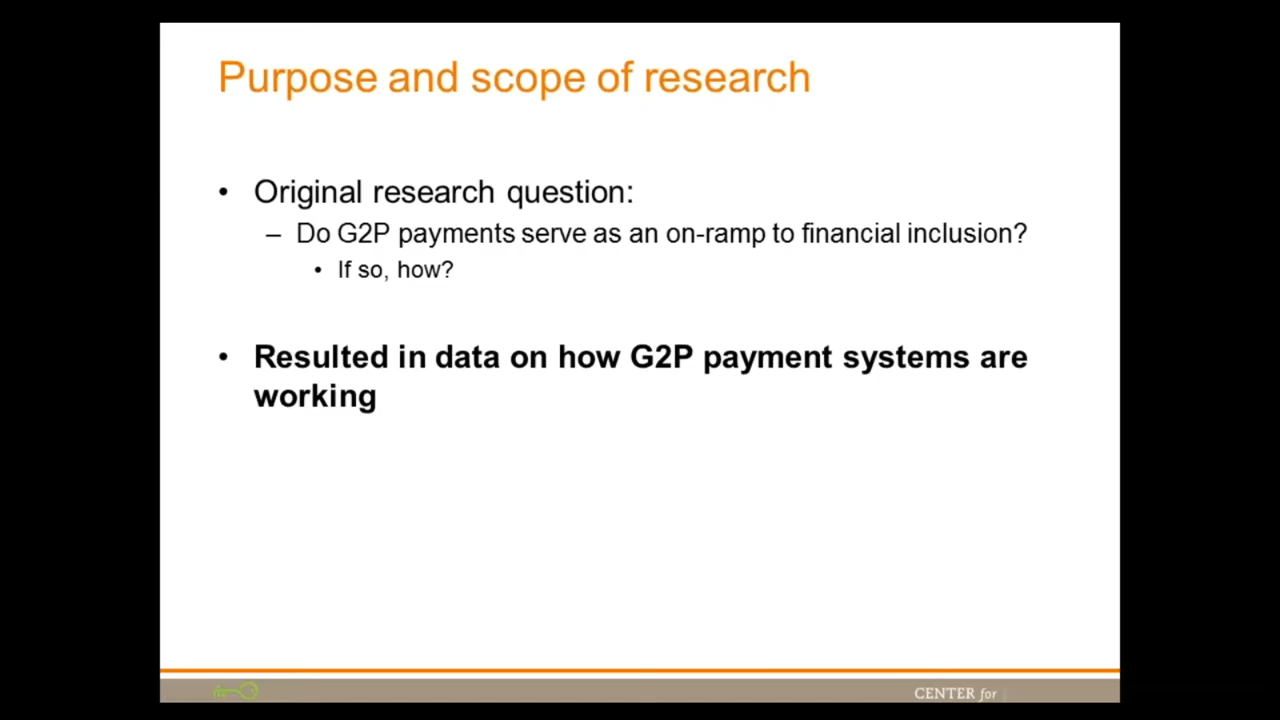 Purpose and scope of research
• Original research question:
– Do G2P payments serve as an on-ramp to financial inclusion?
• If so, how?
• Resulted in data on how G2P payment systems are
working
CENTER for